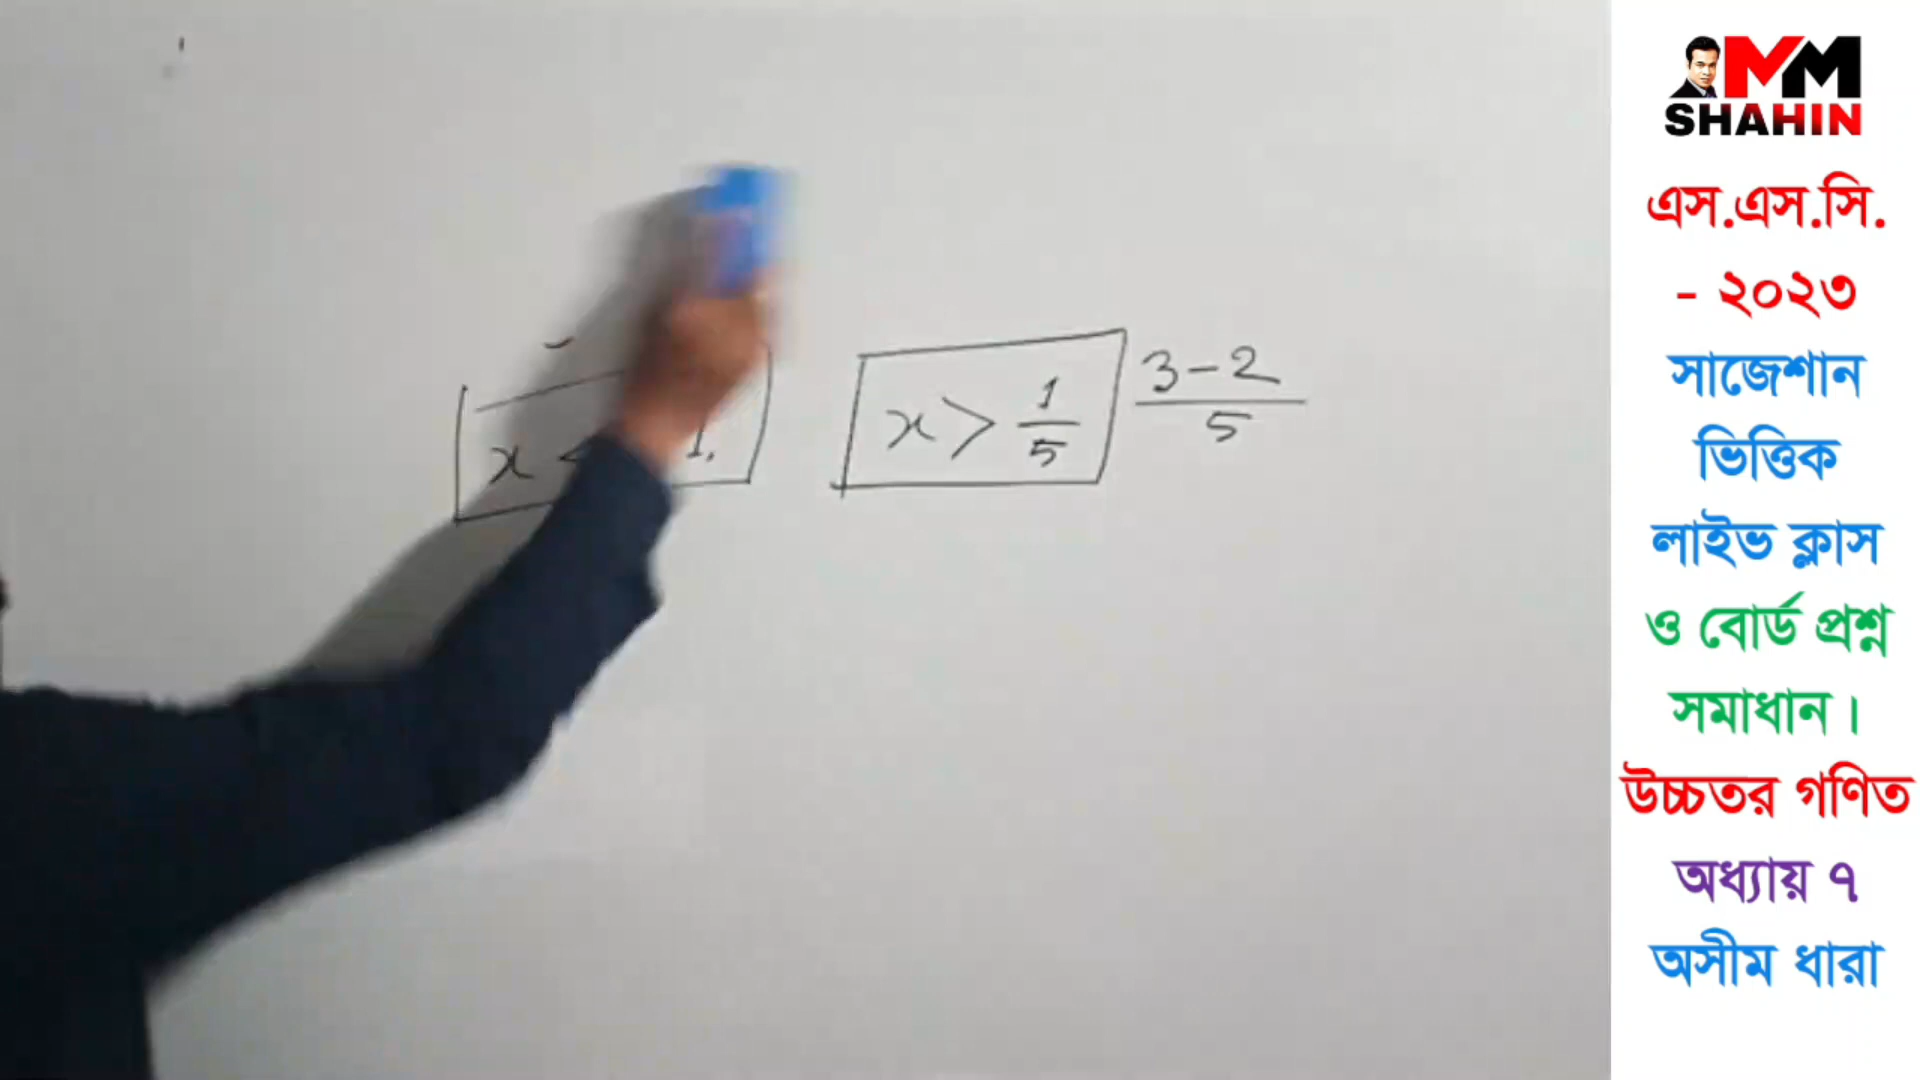 x < 1.
x > 1/5
3-2/5
MM
SHAHIN
এস.এস.সি.
- ২০২৩
সাজেশান
ভিত্তিক
লাইভ ক্লাস
ও বোর্ড প্রশ্ন
সমাধান।
উচ্চতর গণিত
অধ্যায় ৭
অসীম ধারা